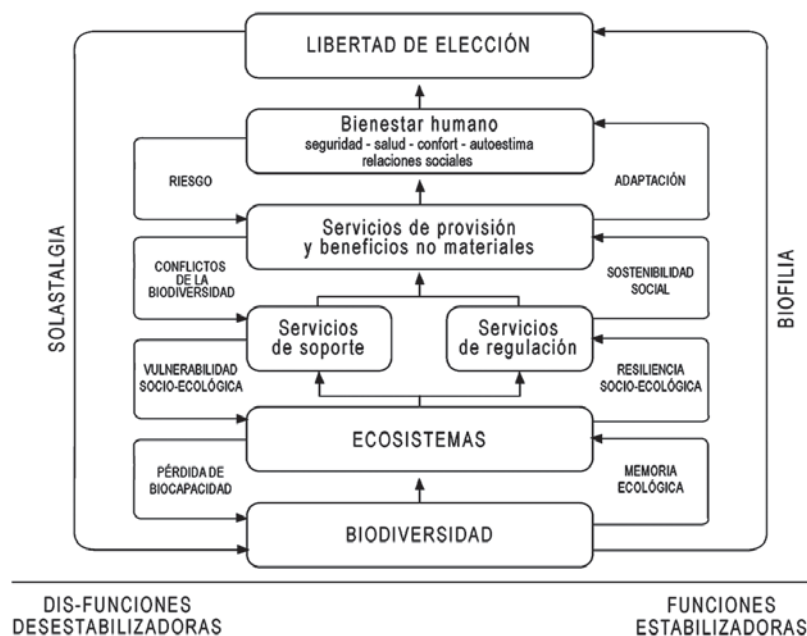 LIBERTAD DE ELECCIÓN
Bienestar humano
seguridad - salud - confort - autoestima
relaciones sociales
RIESGO
ADAPTACIÓN
Servicios de provisión
y beneficios no materiales
SOLASTALGIA
BIOFILIA
CONFLICTOS
DE LA
BIODIVERSIDAD
SOSTENIBILIDAD
SOCIAL
Servicios
de soporte
Servicios
de regulación
VULNERABILIDAD
SOCIO-ECOLÓGICA
RESILIENCIA
SOCIO-ECOLÓGICA
ECOSISTEMAS
PÉRDIDA DE
BIOCAPACIDAD
MEMORIA
ECOLÓGICA
BIODIVERSIDAD
DIS-FUNCIONES
DESESTABILIZADORAS
FUNCIONES
ESTABILIZADORAS